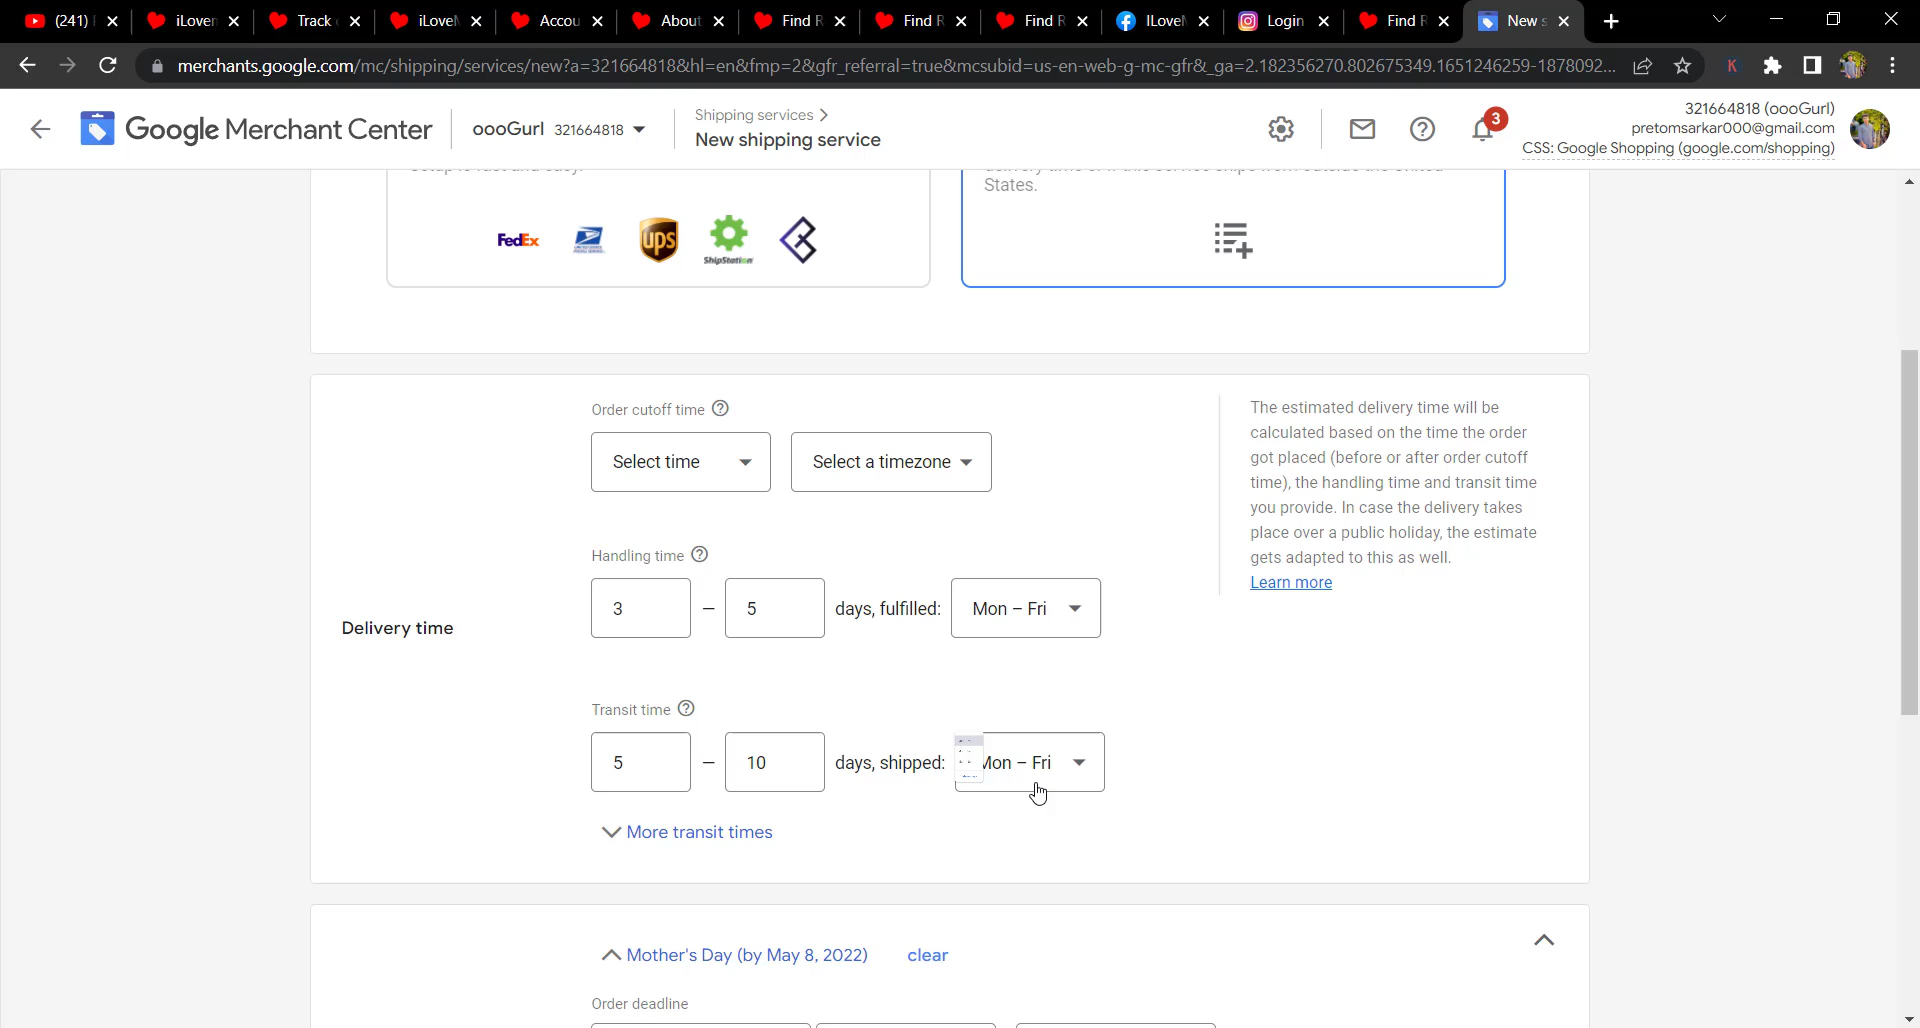 (241)
iLove
Track
iLove
Accou
About
Find R
Find R
Find R
ILove
Login
Find R
New s
merchants.google.com/mc/shipping/services/new?a=321664818&hl=en&fmp=2&gfr_referral=true&mcsubid=us-en-web-g-mc-gfr&_ga=2.182356270.802675349.1651246259-1878092...
K
Google Merchant Center
oooGurl 321664818
Shipping services
New shipping service
3
321664818 (oooGurl)
pretomsarkar000@gmail.com
CSS: Google Shopping (google.com/shopping)
States.
FedEx
ups
ShipStation
Order cutoff time
Select time
Select a timezone
Handling time
3 – 5 days, fulfilled: Mon – Fri
Delivery time
Transit time
5 – 10 days, shipped: Mon – Fri
More transit times
The estimated delivery time will be
calculated based on the time the order
got placed (before or after order cutoff
time), the handling time and transit time
you provide. In case the delivery takes
place over a public holiday, the estimate
gets adapted to this as well.
Learn more
Mother's Day (by May 8, 2022) clear
Order deadline